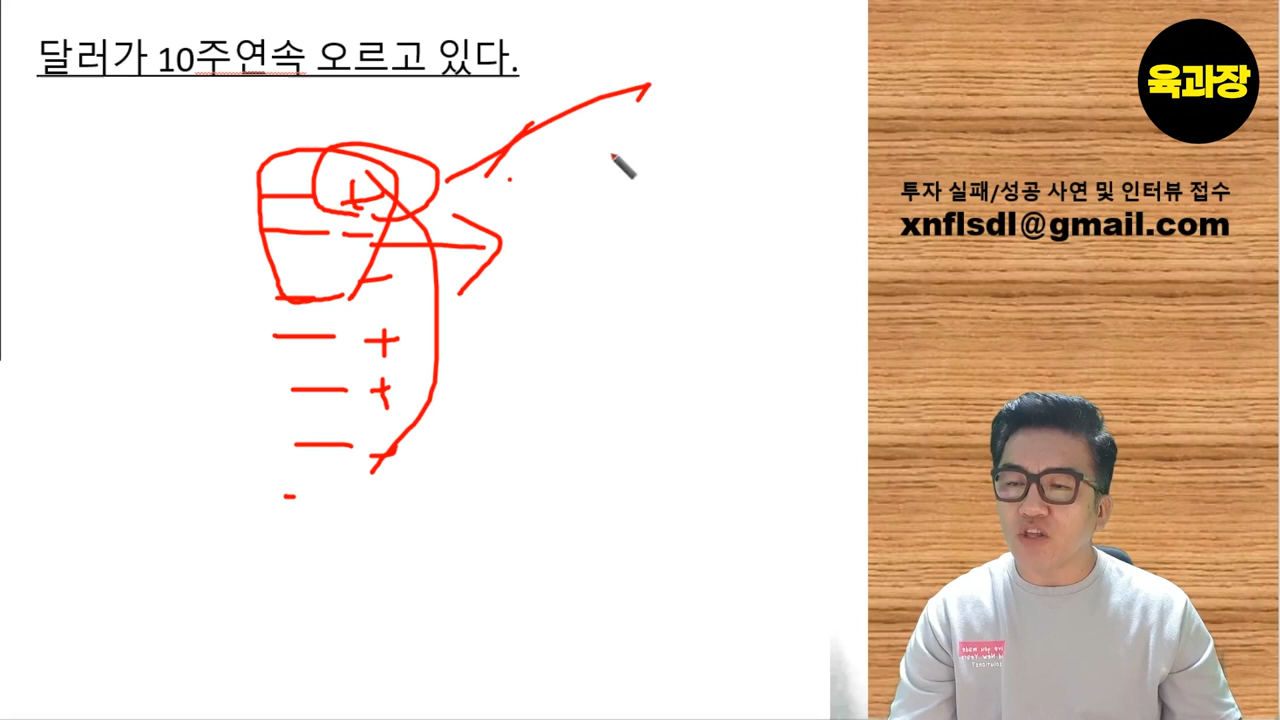 달러가 10주연속 오르고 있다.
육과장
투자 실패/성공 사연 및 인터뷰 접수
xnflsdl@gmail.com